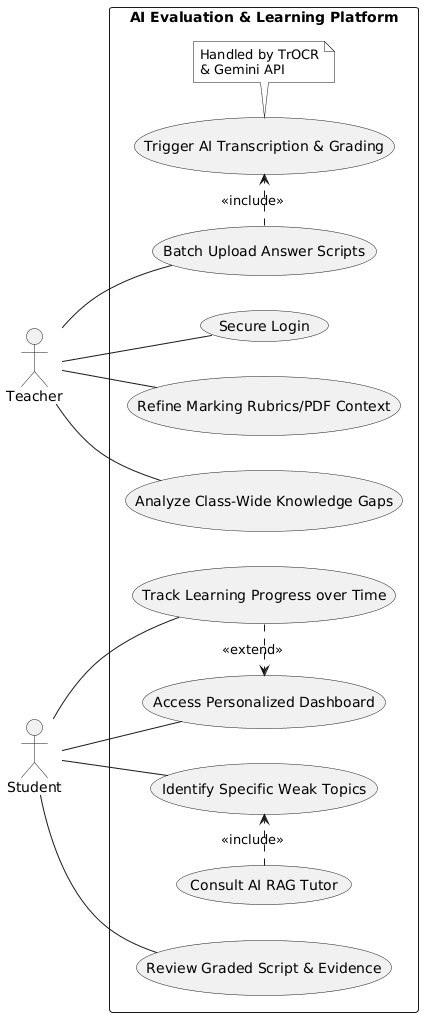 AI Evaluation & Learning Platform
Handled by TrOCR
& Gemini API
Trigger AI Transcription & Grading
«include»
Batch Upload Answer Scripts
Secure Login
Teacher
Refine Marking Rubrics/PDF Context
Analyze Class-Wide Knowledge Gaps
Track Learning Progress over Time
«extend»
Access Personalized Dashboard
Student
Identify Specific Weak Topics
«include»
Consult AI RAG Tutor
Review Graded Script & Evidence